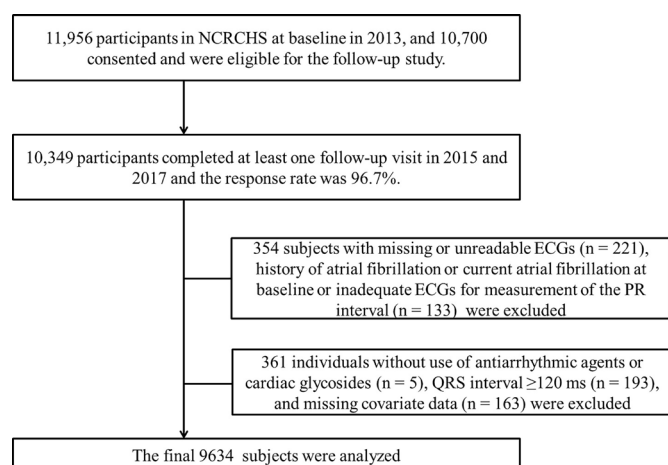 11,956 participants in NCRCHS at baseline in 2013, and 10,700
consented and were eligible for the follow-up study.
10,349 participants completed at least one follow-up visit in 2015 and
2017 and the response rate was 96.7%.
354 subjects with missing or unreadable ECGs (n = 221),
history of atrial fibrillation or current atrial fibrillation at
baseline or inadequate ECGs for measurement of the PR
interval (n = 133) were excluded
361 individuals without use of antiarrhythmic agents or
cardiac glycosides (n = 5), QRS interval ≥120 ms (n = 193),
and missing covariate data (n = 163) were excluded
The final 9634 subjects were analyzed